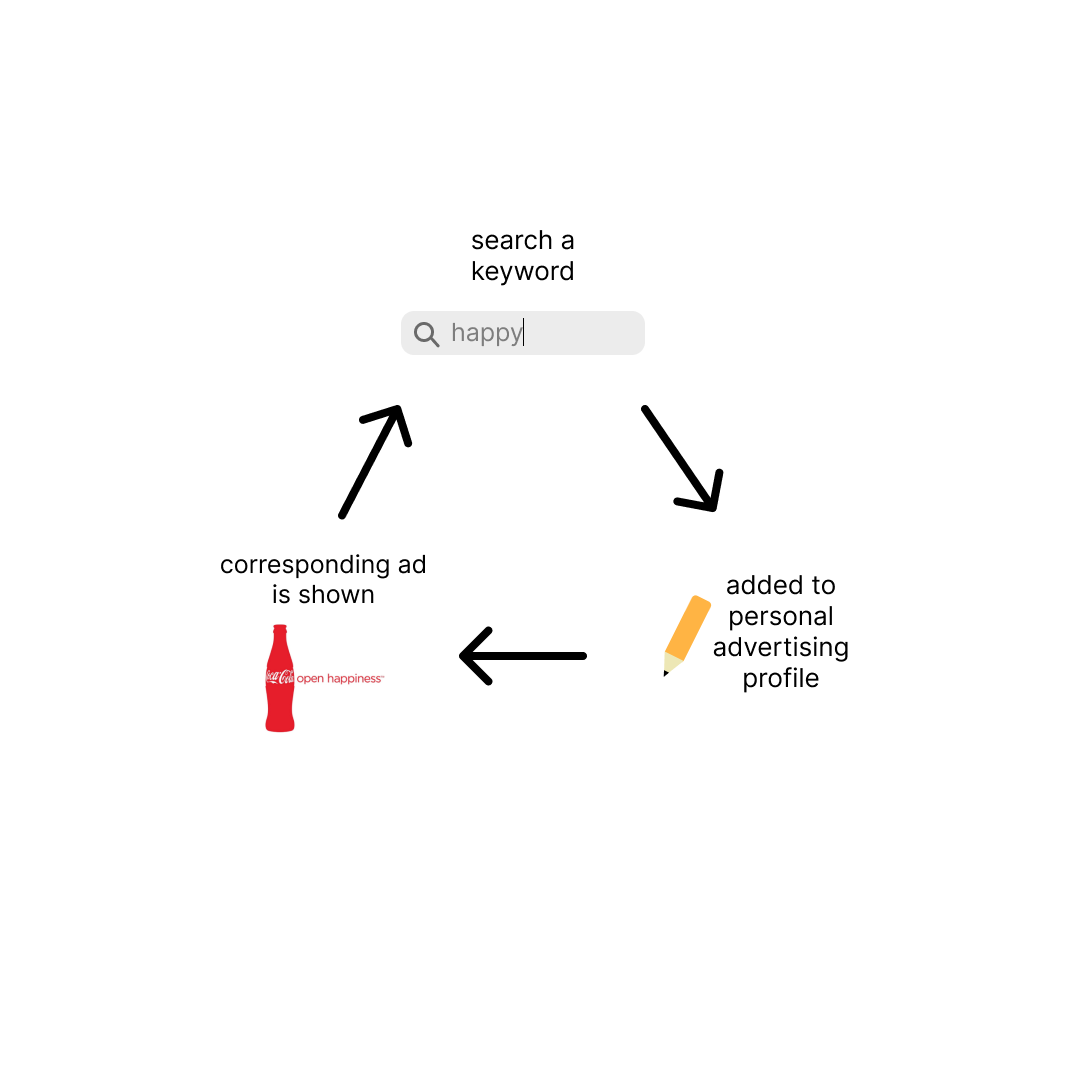 search a
keyword
happy
corresponding ad
is shown
added to
personal
advertising
profile
Coca-Cola open happiness™